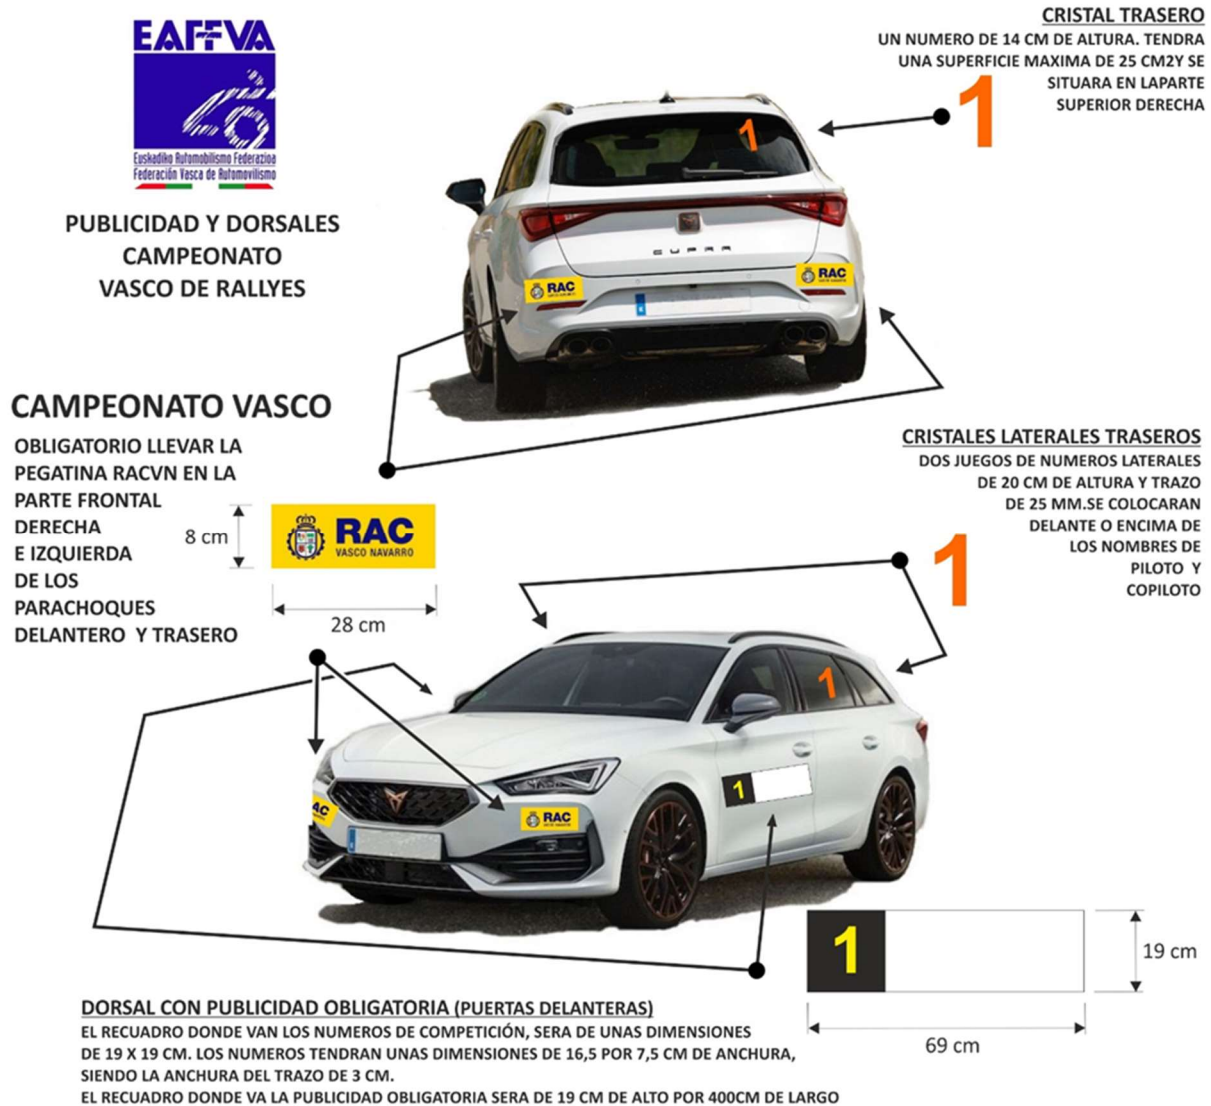 EAFFVA
Euskadiko Automobilismo Federazioa
Federación Vasca de Automovilismo
PUBLICIDAD Y DORSALES
CAMPEONATO
VASCO DE RALLYES
CRISTAL TRASERO
UN NUMERO DE 14 CM DE ALTURA. TENDRA
UNA SUPERFICIE MAXIMA DE 25 CM2Y SE
SITUARA EN LAPARTE
SUPERIOR DERECHA
1
1
CUPRA
RAC
RAC
CAMPEONATO VASCO
OBLIGATORIO LLEVAR LA
PEGATINA RACVN EN LA
PARTE FRONTAL
DERECHA
E IZQUIERDA
DE LOS
PARACHOQUES
DELANTERO Y TRASERO
8 cm
RAC
VASCO NAVARRO
28 cm
CRISTALES LATERALES TRASEROS
DOS JUEGOS DE NUMEROS LATERALES
DE 20 CM DE ALTURA Y TRAZO
DE 25 MM.SE COLOCARAN
DELANTE O ENCIMA DE
LOS NOMBRES DE
PILOTO Y
COPILOTO
1
1
1
AC
RAC
1
19 cm
69 cm
DORSAL CON PUBLICIDAD OBLIGATORIA (PUERTAS DELANTERAS)
EL RECUADRO DONDE VAN LOS NUMEROS DE COMPETICIÓN, SERA DE UNAS DIMENSIONES
DE 19 X 19 CM. LOS NUMEROS TENDRAN UNAS DIMENSIONES DE 16,5 POR 7,5 CM DE ANCHURA,
SIENDO LA ANCHURA DEL TRAZO DE 3 CM.
EL RECUADRO DONDE VA LA PUBLICIDAD OBLIGATORIA SERA DE 19 CM DE ALTO POR 400CM DE LARGO